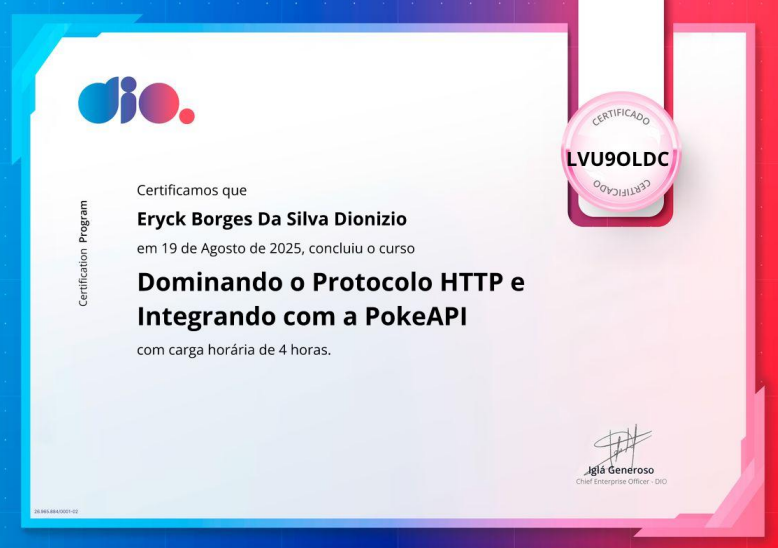 dio.
CERTIFICADO
LVU9OLDC
CERTIFICADO
Certification Program
Certificamos que
Eryck Borges Da Silva Dionizio
em 19 de Agosto de 2025, concluiu o curso
Dominando o Protocolo HTTP e
Integrando com a PokeAPI
com carga horária de 4 horas.
Iglá Generoso
Chief Enterprise Officer - DIO
26.965.884/0001-02